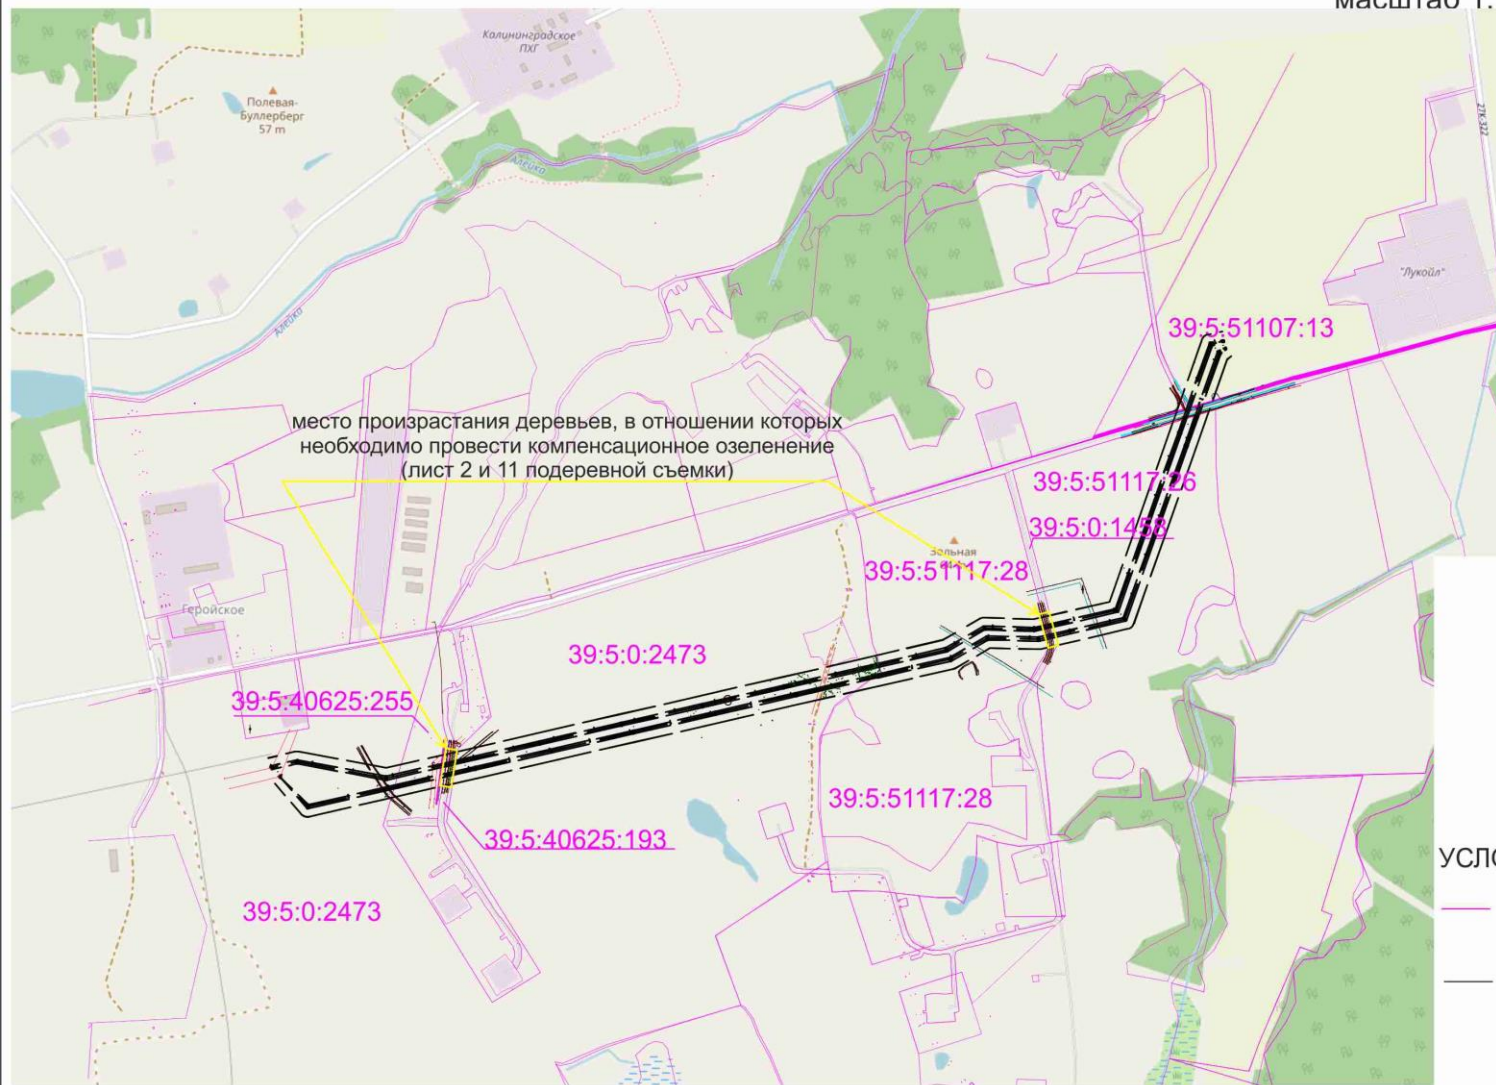 масштаб 1:
Калининградское
ПХГ
Полевая-
Буллерберг
57 m
Алейка
27К-322
"Лукойл"
Алейка
39:5:51107:13
место произрастания деревьев, в отношении которых
необходимо провести компенсационное озеленение
(лист 2 и 11 подеревной съемки)
39:5:51117:26
39:5:0:1458
Зольная
39:5:51117:28
Геройское
39:5:0:2473
39:5:40625:255
39:5:51117:28
39:5:40625:193
УСЛО
39:5:0:2473